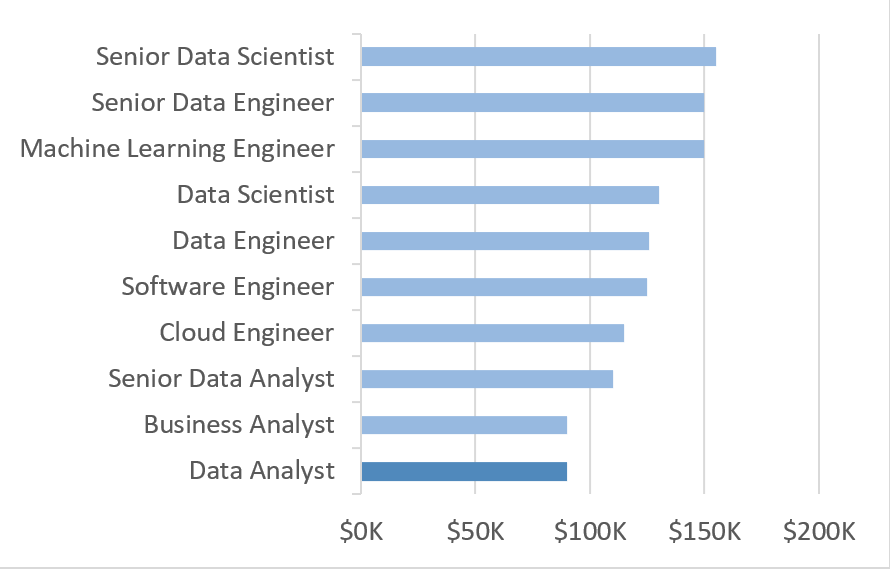 Senior Data Scientist
Senior Data Engineer
Machine Learning Engineer
Data Scientist
Data Engineer
Software Engineer
Cloud Engineer
Senior Data Analyst
Business Analyst
Data Analyst
$0K $50K $100K $150K $200K